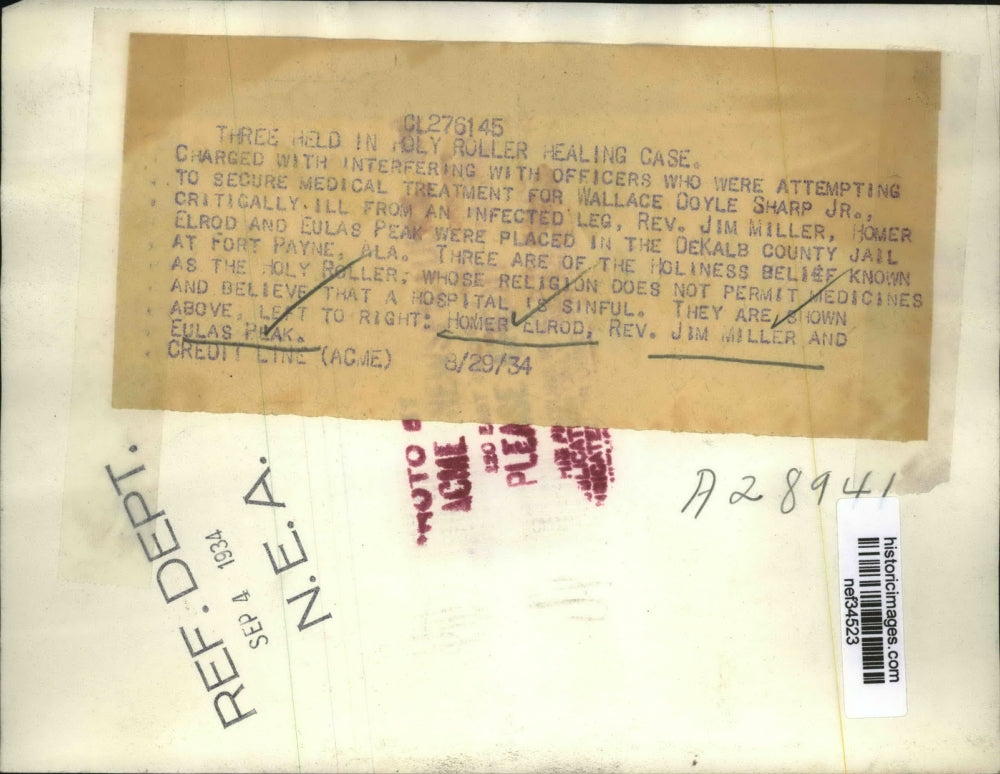 CL276145
THREE HELD IN HOLY ROLLER HEALING CASE.
CHARGED WITH INTERFERING WITH OFFICERS WHO WERE ATTEMPTING
TO SECURE MEDICAL TREATMENT FOR WALLACE DOYLE SHARP JR.,
CRITICALLY ILL FROM AN INFECTED LEG, REV. JIM MILLER, HOMER
ELROD AND EULAS PEAK WERE PLACED IN THE DEKALB COUNTY JAIL
AT FORT PAYNE, ALA. THREE ARE OF THE HOLINESS BELIEF KNOWN
AS THE HOLY ROLLER, WHOSE RELIGION DOES NOT PERMIT MEDICINES
AND BELIEVE THAT A HOSPITAL IS SINFUL. THEY ARE SHOWN
ABOVE, LEFT TO RIGHT: HOMER ELROD, REV. JIM MILLER AND
EULAS PEAK.
CREDIT LINE (ACME) 8/29/34
ACME
A28941
REF. DEPT.
SEP 4 1934
N.E.A.
historicimages.com
nef34523